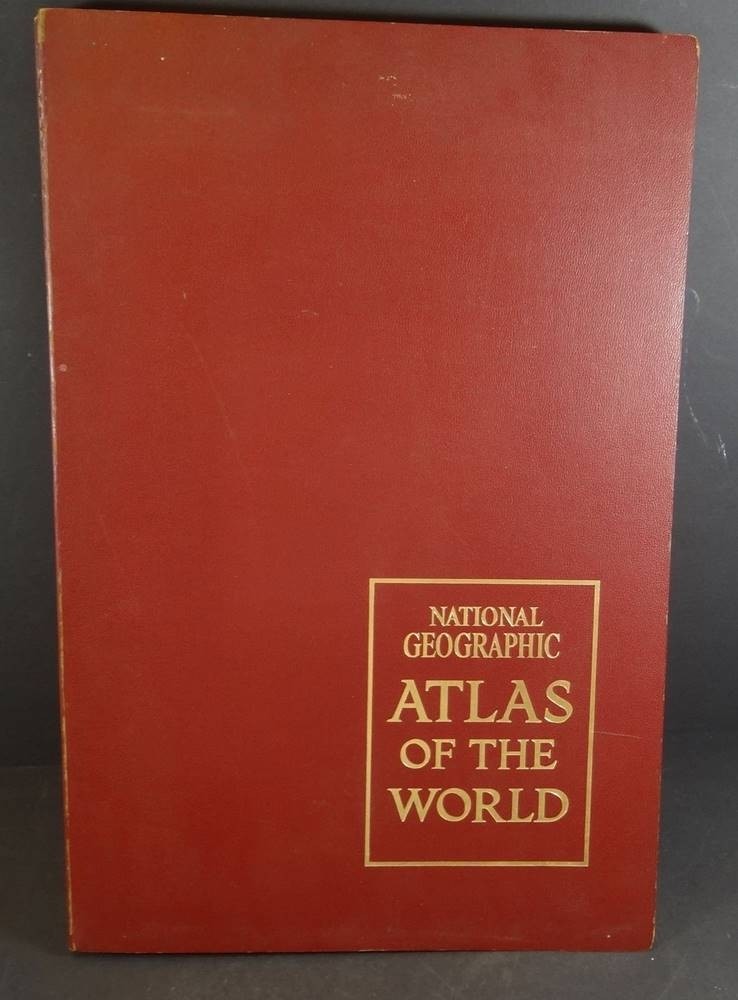 NATIONAL
GEOGRAPHIC
ATLAS
OF THE
WORLD